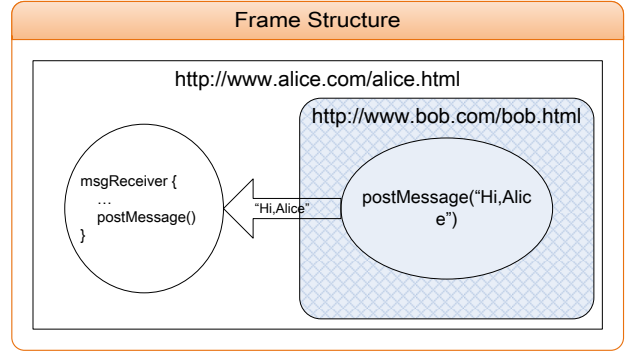 Frame Structure
http://www.alice.com/alice.html
http://www.bob.com/bob.html
msgReceiver {
…
postMessage()
}
“Hi,Alice”
postMessage(“Hi,Alic
e”)